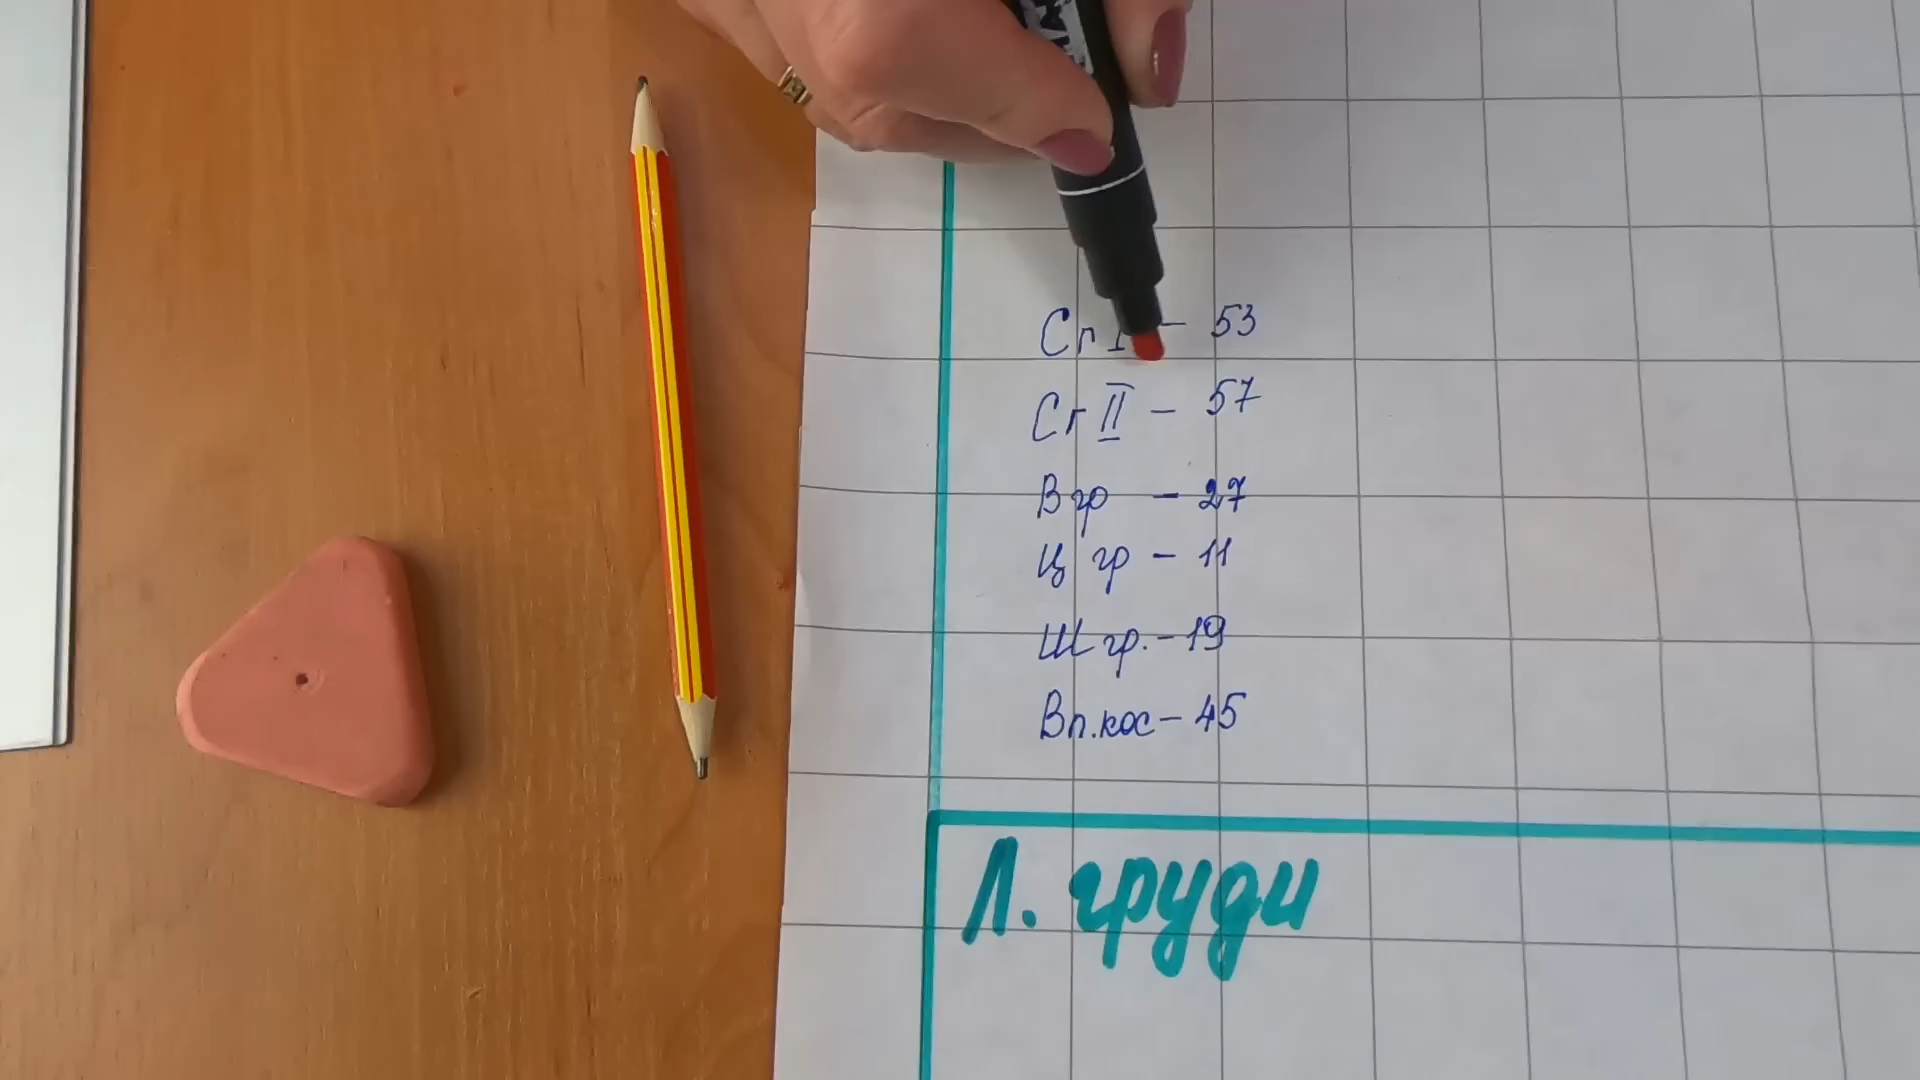 Сг I – 53
Сг II – 57
В гр – 27
Ц гр – 11
Ш гр. – 19
Вп.кос – 45
Л. груди